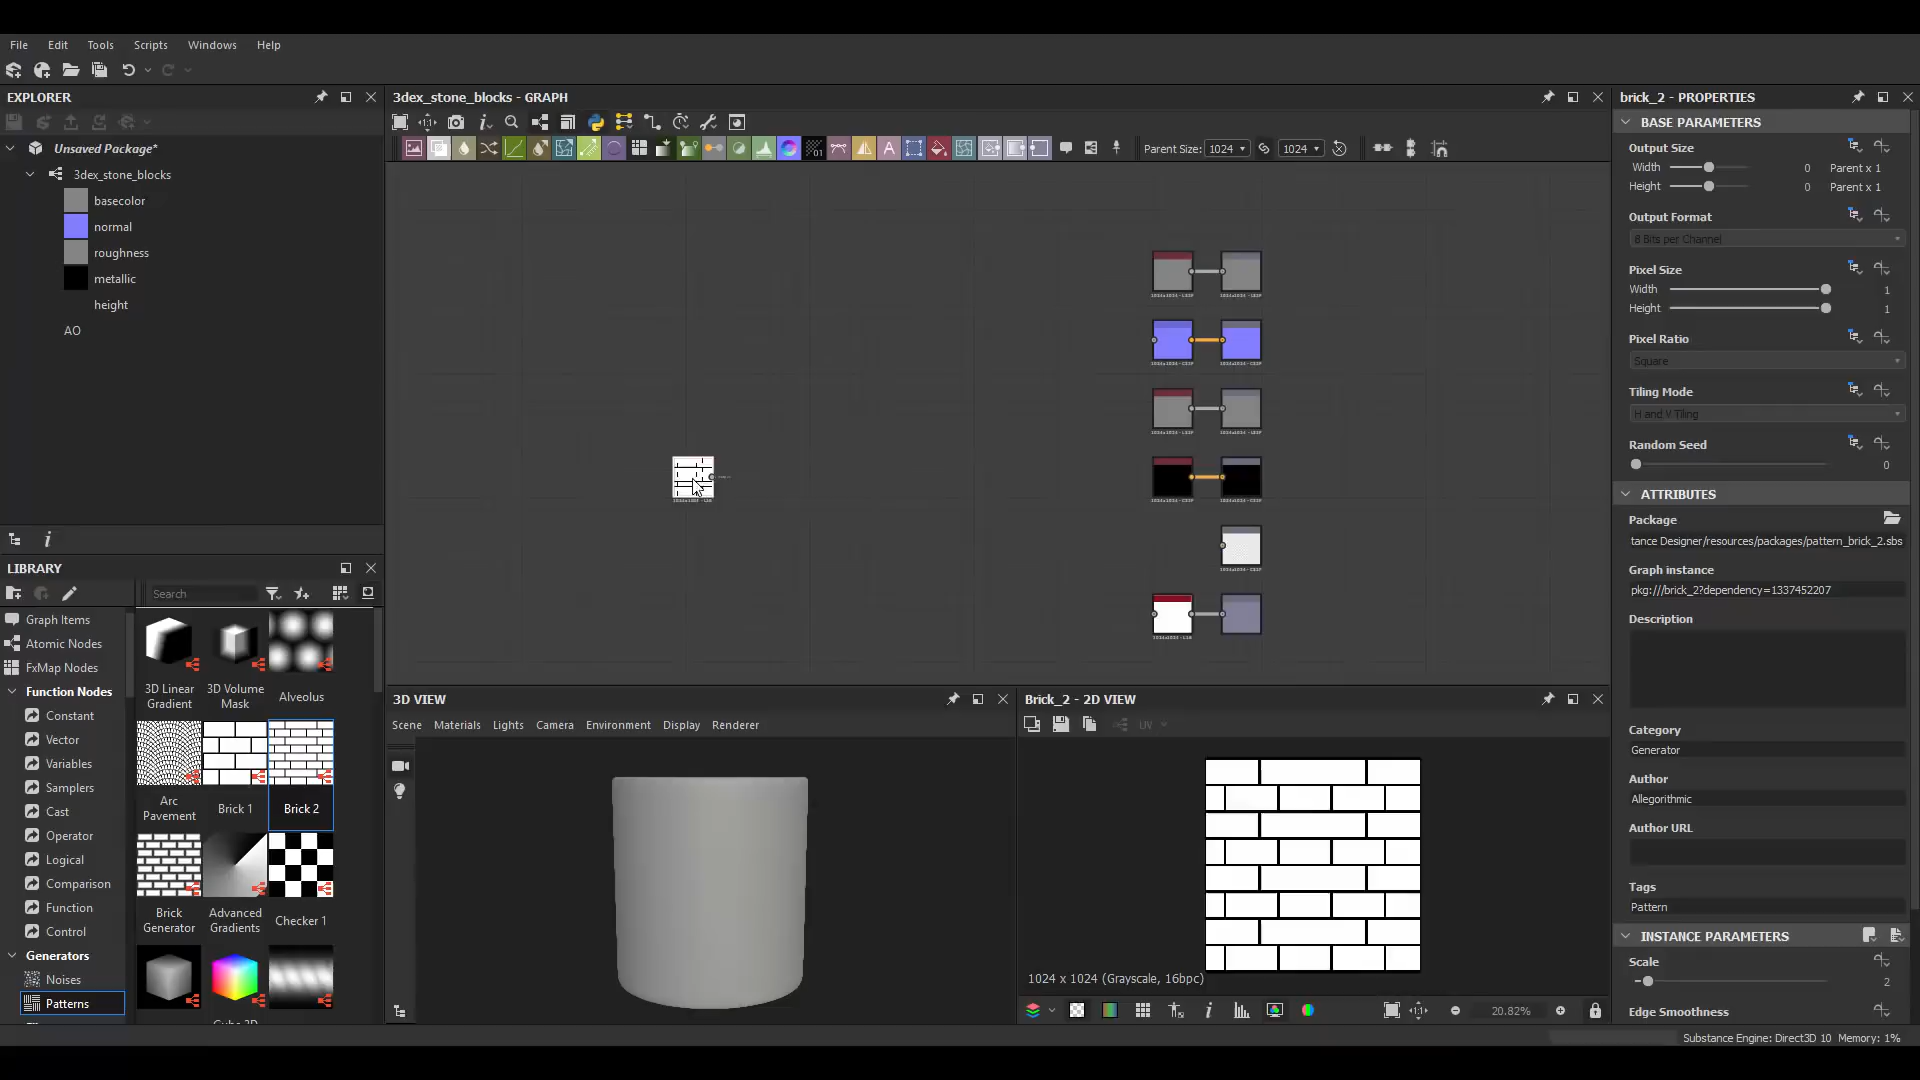 File Edit Tools Scripts Windows Help
EXPLORER
Unsaved Package*
3dex_stone_blocks
basecolor
normal
roughness
metallic
height
AO
LIBRARY
Search
Graph Items
Atomic Nodes
FxMap Nodes
Function Nodes
Constant
Vector
Variables
Samplers
Cast
Operator
Logical
Comparison
Function
Control
Generators
Noises
Patterns
3D Linear Gradient
3D Volume Mask
Alveolus
Arc Pavement
Brick 1
Brick 2
Brick Generator
Advanced Gradients
Checker 1
3dex_stone_blocks - GRAPH
Parent Size: 1024 1024
3D VIEW
Scene Materials Lights Camera Environment Display Renderer
Brick_2 - 2D VIEW
UV
1024 x 1024 (Grayscale, 16bpc)
20.82%
brick_2 - PROPERTIES
BASE PARAMETERS
Output Size
Width 0 Parent x 1
Height 0 Parent x 1
Output Format
8 Bits per Channel
Pixel Size
Width 1
Height 1
Pixel Ratio
Square
Tiling Mode
H and V Tiling
Random Seed
0
ATTRIBUTES
Package
tance Designer/resources/packages/pattern_brick_2.sbs
Graph instance
pkg:///brick_2?dependency=1337452207
Description
Category
Generator
Author
Allegorithmic
Author URL
Tags
Pattern
INSTANCE PARAMETERS
Scale
2
Edge Smoothness
Substance Engine: Direct3D 10 Memory: 1%